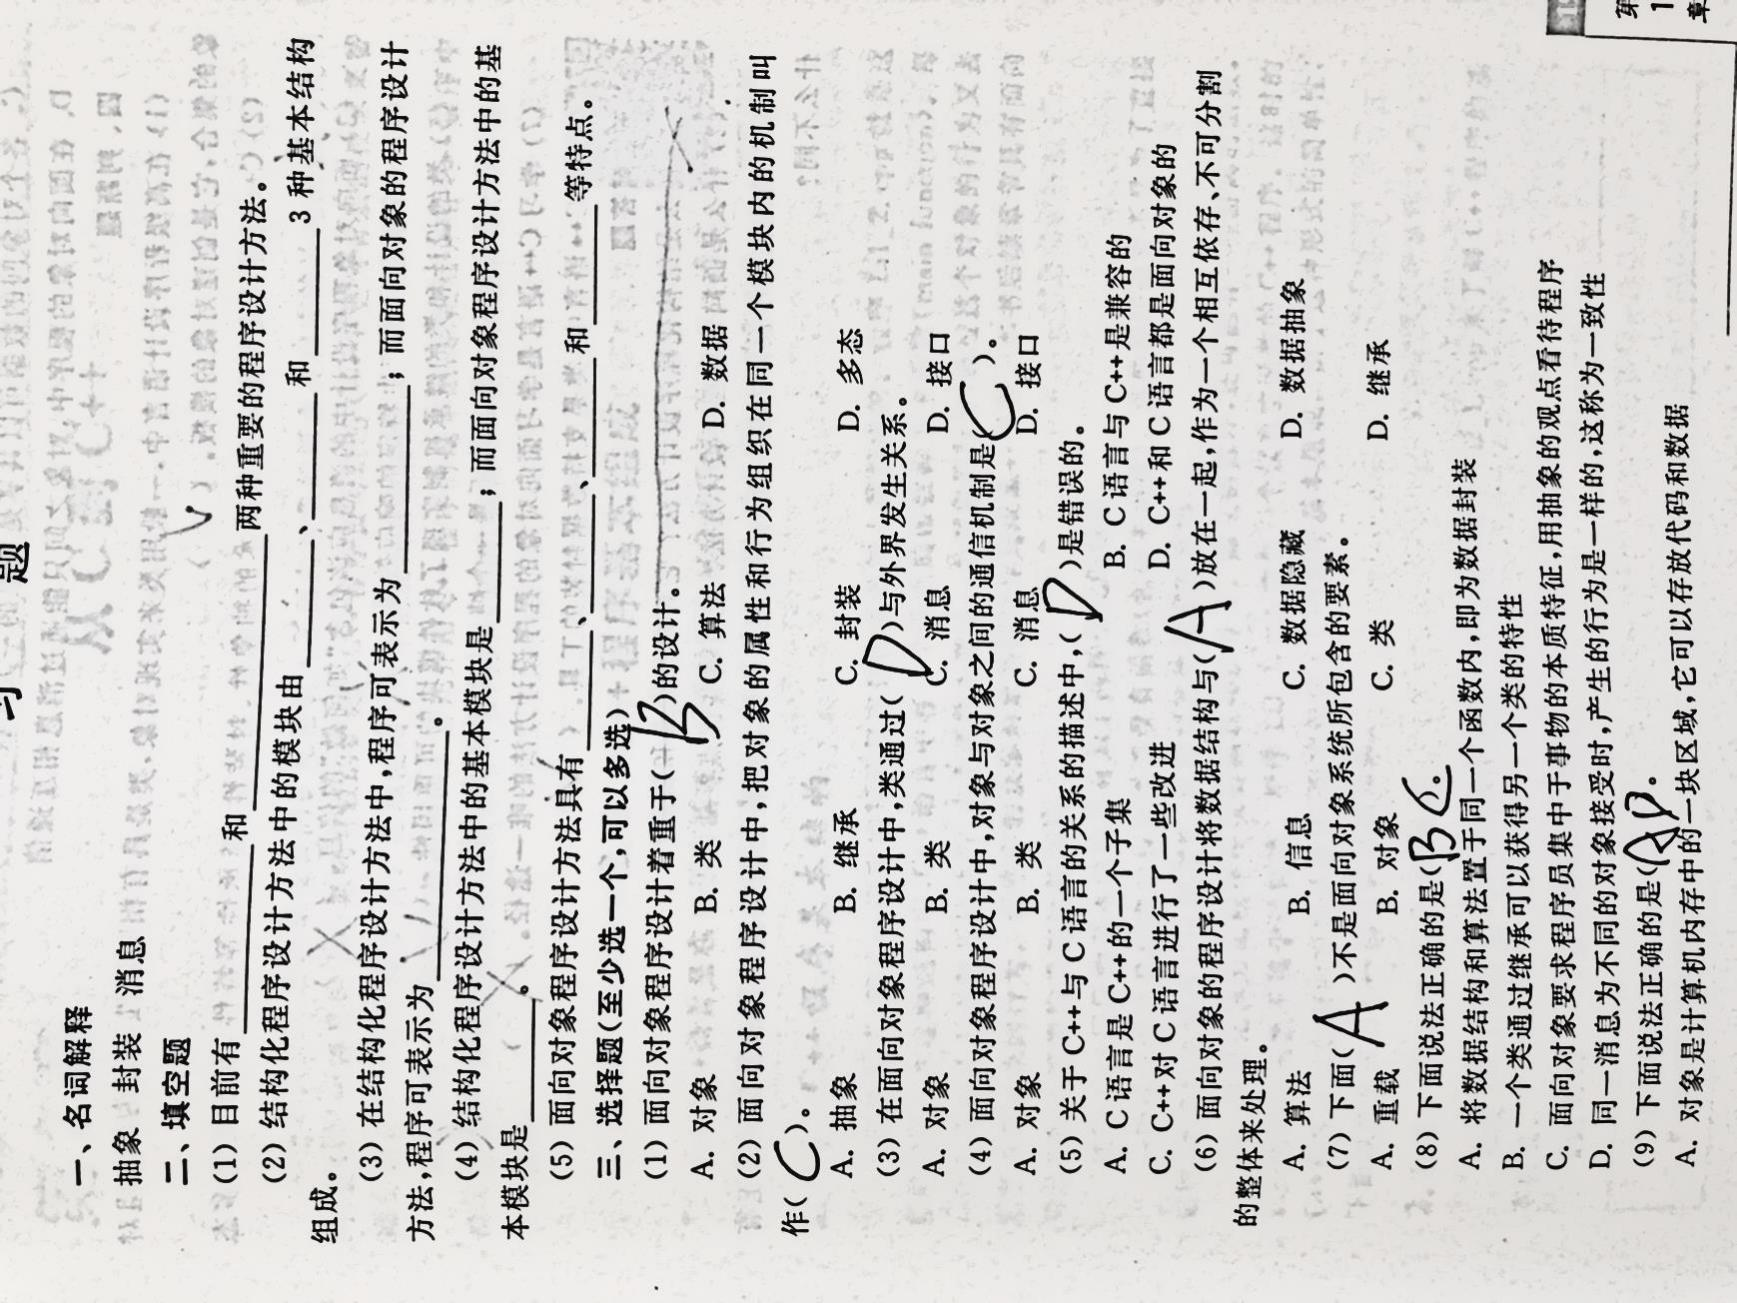 习 题
一、名词解释
抽象 封装 消息
二、填空题
(1) 目前有________和________两种重要的程序设计方法。
(2) 结构化程序设计方法中的模块由________、________和________3种基本结构
组成。
(3) 在结构化程序设计方法中,程序可表示为________;而面向对象的程序设计
方法,程序可表示为________。
(4) 结构化程序设计方法中的基本模块是________;而面向对象程序设计方法中的基
本模块是________。
(5) 面向对象程序设计方法具有________、________、________和________等特点。
三、选择题(至少选一个,可以多选)
(1) 面向对象程序设计着重于( B )的设计。
A. 对象 B. 类 C. 算法 D. 数据
(2) 面向对象程序设计中,把对象的属性和行为组织在同一个模块内的机制叫
作( C )。
A. 抽象 B. 继承 C. 封装 D. 多态
(3) 在面向对象程序设计中,类通过( D )与外界发生关系。
A. 对象 B. 类 C. 消息 D. 接口
(4) 面向对象程序设计中,对象与对象之间的通信机制是( C )。
A. 对象 B. 类 C. 消息 D. 接口
(5) 关于 C++与 C 语言的关系的描述中,( D )是错误的。
A. C 语言是 C++的一个子集 B. C 语言与 C++是兼容的
C. C++对 C 语言进行了一些改进 D. C++和 C 语言都是面向对象的
(6) 面向对象的程序设计将数据结构与( A )放在一起,作为一个相互依存、不可分割
的整体来处理。
A. 算法 B. 信息 C. 数据隐藏 D. 数据抽象
(7) 下面( A )不是面向对象系统所包含的要素。
A. 重载 B. 对象 C. 类 D. 继承
(8) 下面说法正确的是( B C.
A. 将数据结构和算法置于同一个函数内,即为数据封装
B. 一个类通过继承可以获得另一个类的特性
C. 面向对象要求程序员集中于事物的本质特征,用抽象的观点看待程序
D. 同一消息为不同的对象接受时,产生的行为是一样的,这称为一致性
(9) 下面说法正确的是( AD 。
A. 对象是计算机内存中的一块区域,它可以存放代码和数据
第
1
章